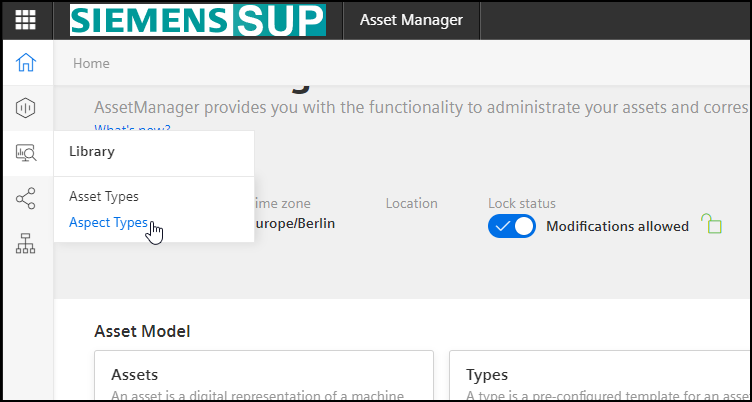 SIEMENS SUP
Asset Manager
Home
AssetManager provides you with the functionality to administrate your assets and corres
What's new?
Library
Asset Types
Aspect Types
ime zone
Location
Lock status
urope/Berlin
Modifications allowed
Asset Model
Assets
Types
An asset is a digital representation of a machine
A type is a pre-configured template for an asse